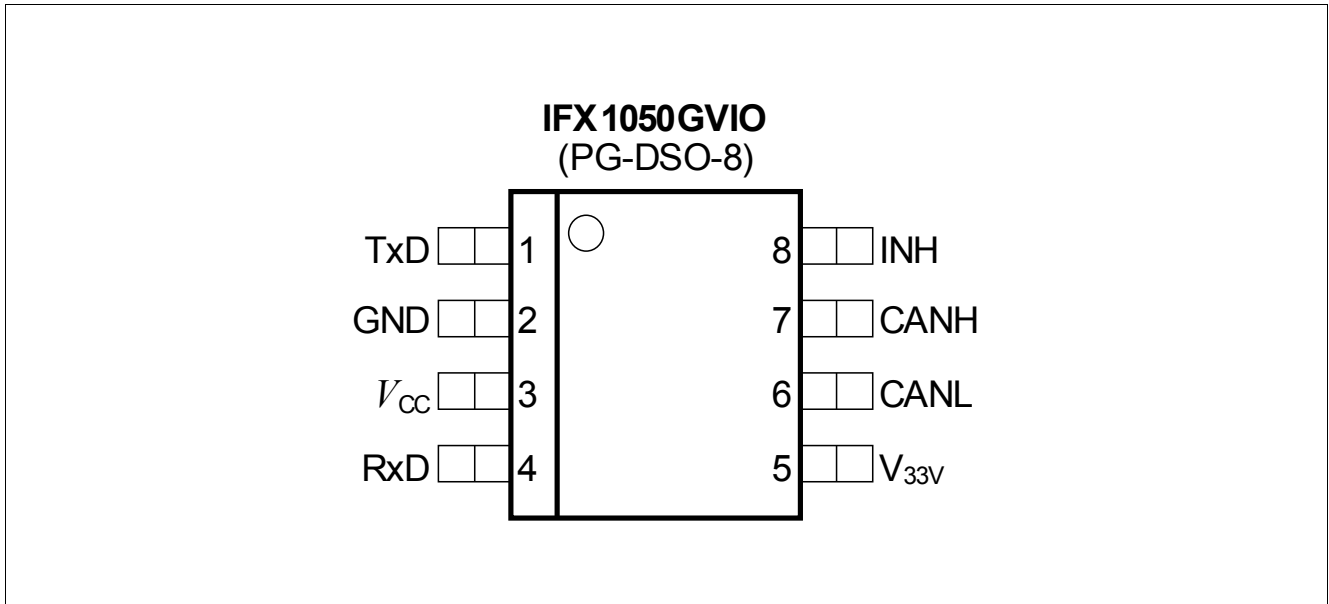 IFX1050GVIO
(PG-DSO-8)
TxD 1 8 INH
GND 2 7 CANH
VCC 3 6 CANL
RxD 4 5 V33V